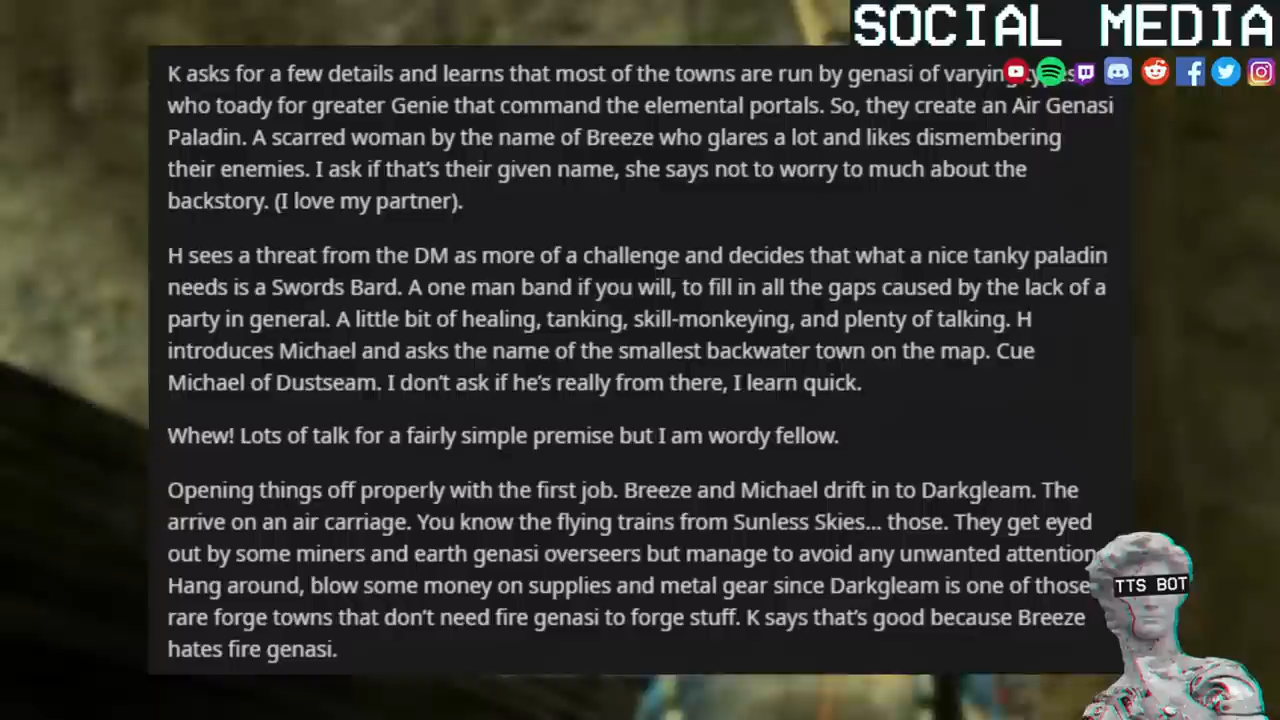 SOCIAL MEDIA
K asks for a few details and learns that most of the towns are run by genasi of varying types
who toady for greater Genie that command the elemental portals. So, they create an Air Genasi
Paladin. A scarred woman by the name of Breeze who glares a lot and likes dismembering
their enemies. I ask if that's their given name, she says not to worry to much about the
backstory. (I love my partner).
H sees a threat from the DM as more of a challenge and decides that what a nice tanky paladin
needs is a Swords Bard. A one man band if you will, to fill in all the gaps caused by the lack of a
party in general. A little bit of healing, tanking, skill-monkeying, and plenty of talking. H
introduces Michael and asks the name of the smallest backwater town on the map. Cue
Michael of Dustseam. I don't ask if he's really from there, I learn quick.
Whew! Lots of talk for a fairly simple premise but I am wordy fellow.
Opening things off properly with the first job. Breeze and Michael drift in to Darkgleam. The
arrive on an air carriage. You know the flying trains from Sunless Skies... those. They get eyed
out by some miners and earth genasi overseers but manage to avoid any unwanted attention
Hang around, blow some money on supplies and metal gear since Darkgleam is one of those
rare forge towns that don't need fire genasi to forge stuff. K says that's good because Breeze
hates fire genasi.
TTS BOT